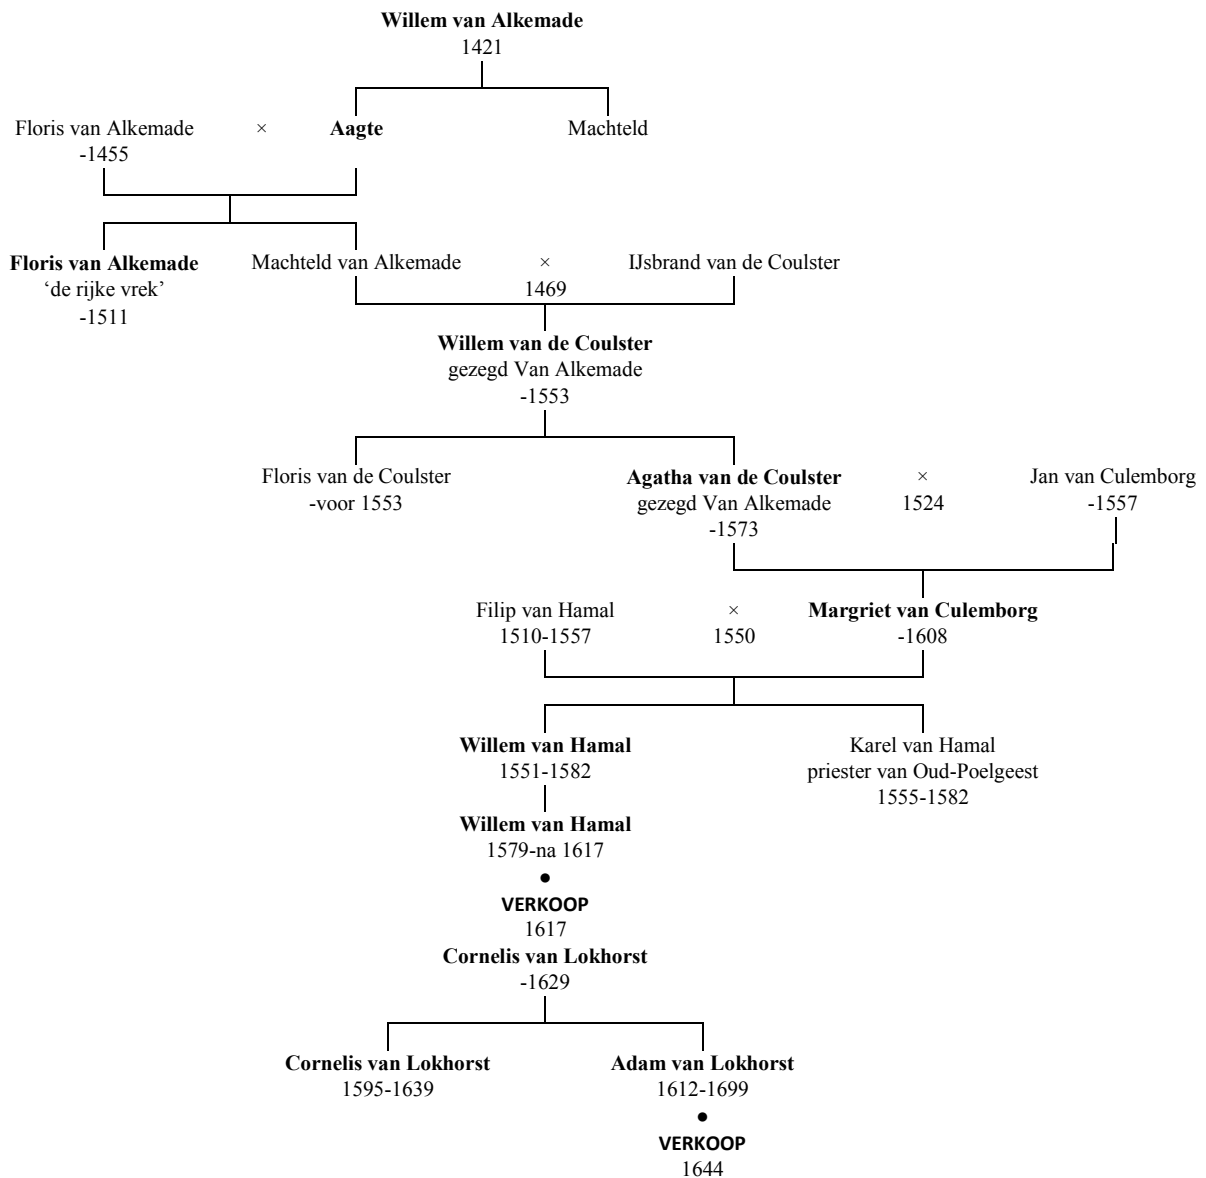 Willem van Alkemade
1421
Floris van Alkemade × Aagte Machteld
-1455
Floris van Alkemade Machteld van Alkemade × IJsbrand van de Coulster
‘de rijke vrek’ 1469
-1511
Willem van de Coulster
gezegd Van Alkemade
-1553
Floris van de Coulster Agatha van de Coulster × Jan van Culemborg
-voor 1553 gezegd Van Alkemade 1524 -1557
-1573
Filip van Hamal × Margriet van Culemborg
1510-1557 1550 -1608
Willem van Hamal Karel van Hamal
1551-1582 priester van Oud-Poelgeest
1555-1582
Willem van Hamal
1579-na 1617
●
VERKOOP
1617
Cornelis van Lokhorst
-1629
Cornelis van Lokhorst Adam van Lokhorst
1595-1639 1612-1699
●
VERKOOP
1644